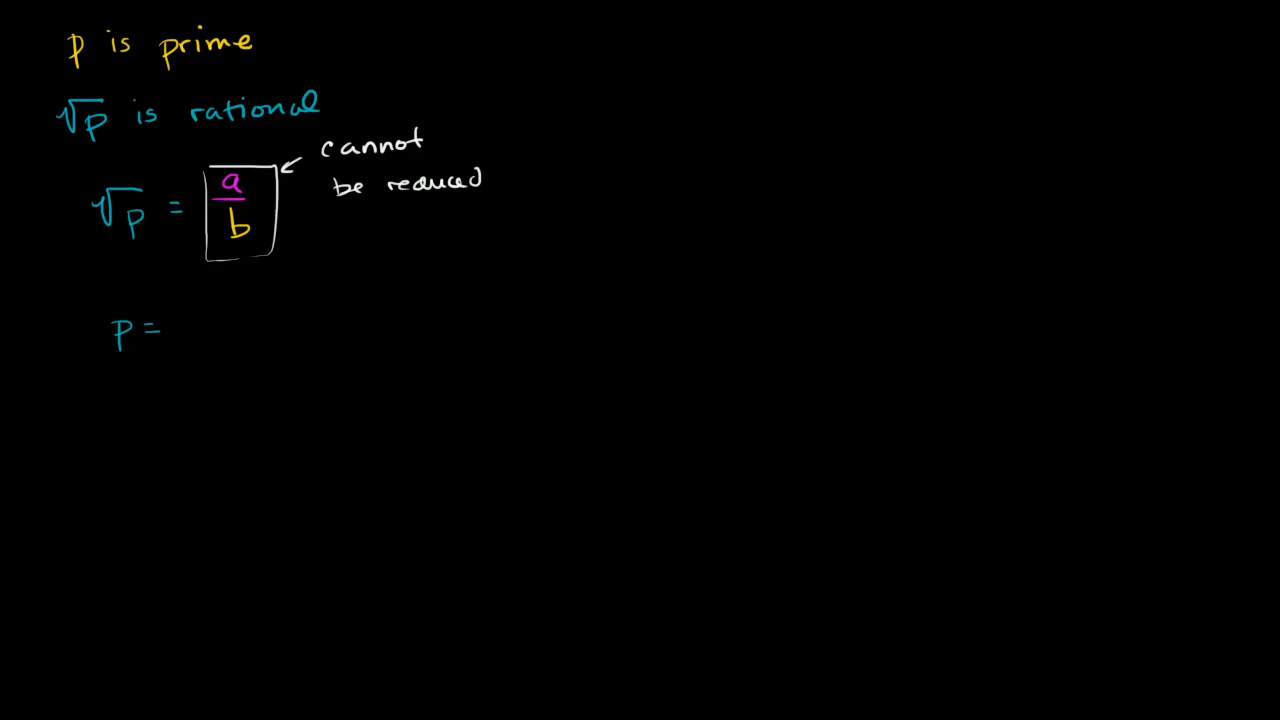 p is prime
√p is rational
cannot
be reduced
√p = a/b
p =